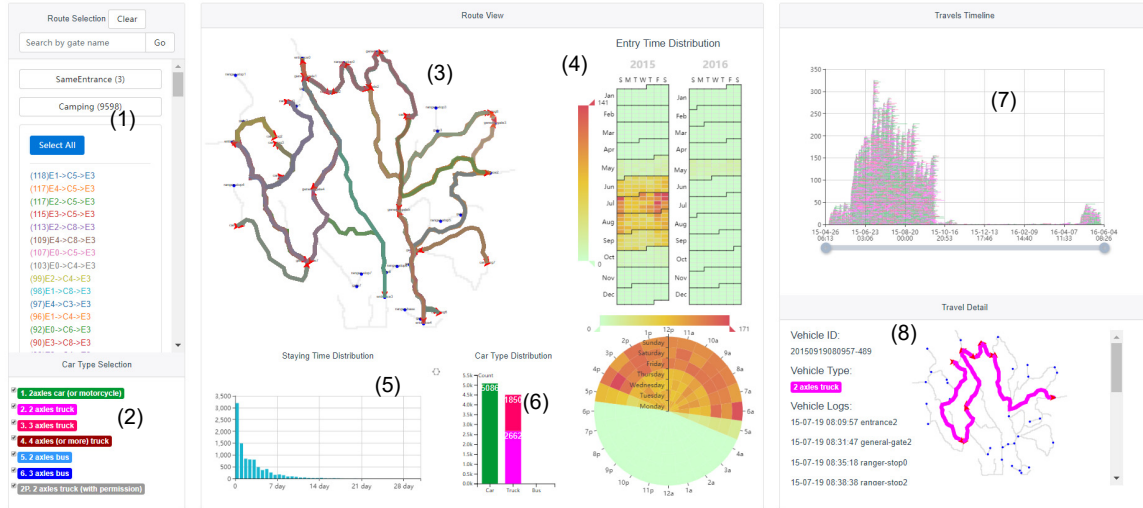 Route Selection
Clear
Search by gate name
Go
SameEntrance (3)
Camping (9598)
(1)
Select All
(118)E1->C5->E3
(117)E4->C5->E3
(117)E2->C5->E3
(115)E3->C5->E3
(113)E2->C8->E3
(109)E4->C8->E3
(107)E0->C5->E3
(103)E0->C4->E3
(99)E2->C4->E3
(98)E1->C8->E3
(97)E4->C3->E3
(96)E1->C4->E3
(92)E0->C6->E3
(90)E3->C8->E3
Car Type Selection
1. 2axles car (or motorcycle)
2. 2 axles truck
3. 3 axles truck
4. 4 axles (or more) truck
5. 2 axles bus
6. 3 axles bus
2P. 2 axles truck (with permission)
(2)
Route View
(3)
Entry Time Distribution
(4)
2015
2016
S M T W T F S
S M T W T F S
141
0
Jan
Feb
Mar
Apr
May
Jun
Jul
Aug
Sep
Oct
Nov
Dec
Jan
Feb
Mar
Apr
May
Jun
Jul
Aug
Sep
Oct
Nov
Dec
0
171
12p
1p
2p
3p
4p
5p
6p
7p
8p
9p
10p
11p
12a
1a
2a
3a
4a
5a
6a
7a
8a
9a
10a
11a
Sunday
Saturday
Friday
Thursday
Wednesday
Tuesday
Monday
Staying Time Distribution
(5)
3,500
3,000
2,500
2,000
1,500
1,000
500
0
0
7 day
14 day
21 day
28 day
Car Type Distribution
(6)
Count
5.5k
5.0k
4.5k
4.0k
3.5k
3.0k
2.5k
2.0k
1.5k
1.0k
0.5k
0.0k
5086
1850
2662
Car
Truck
Bus
Travels Timeline
(7)
350
300
250
200
150
100
50
0
15-04-26
06:13
15-06-23
03:06
15-08-20
00:00
15-10-16
20:53
15-12-13
17:46
16-02-09
14:40
16-04-07
11:33
16-06-04
08:26
Travel Detail
(8)
Vehicle ID:
20151919080957-489
Vehicle Type:
2 axles truck
Vehicle Logs:
15-07-19 08:09:57 entrance2
15-07-19 08:31:47 general-gate2
15-07-19 08:35:18 ranger-stop0
15-07-19 08:38:38 ranger-stop2